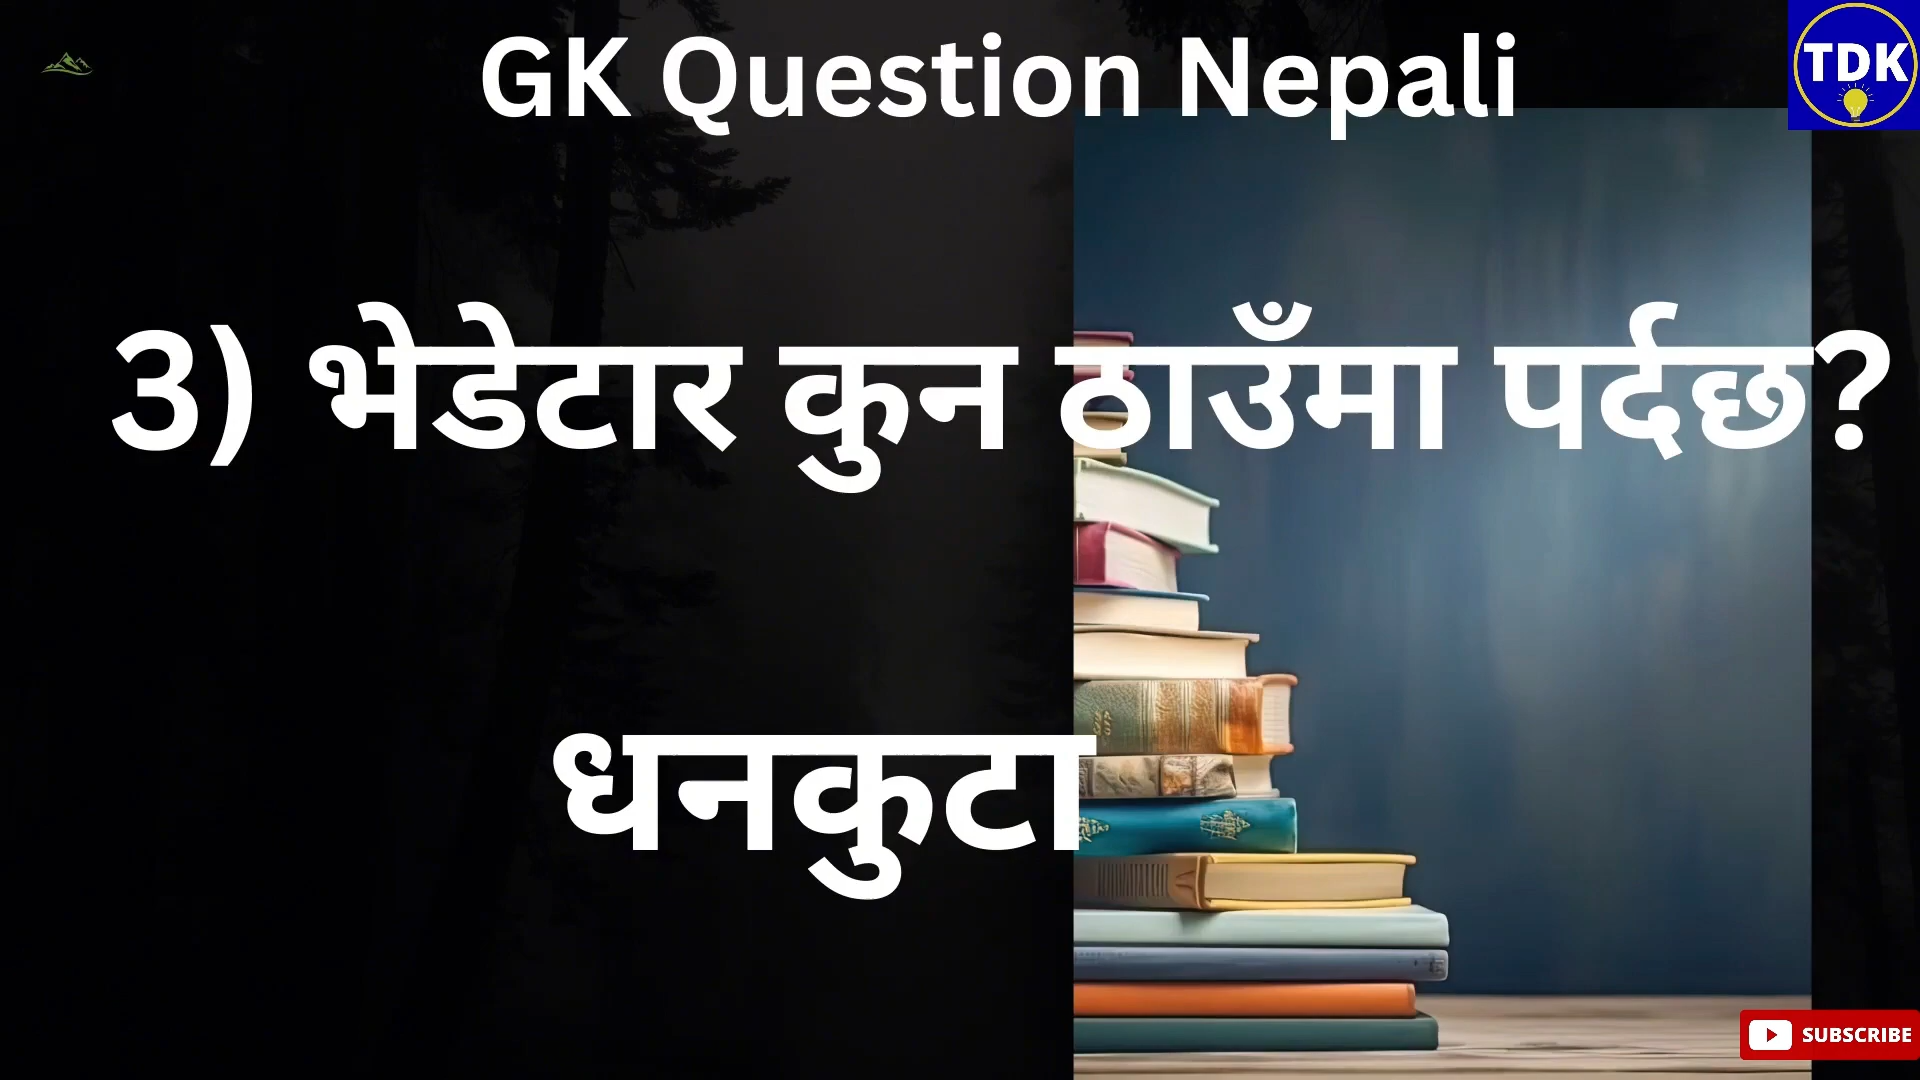 GK Question Nepali
TDK
3) भेडेटार कुन ठाउँमा पर्दछ?
धनकुटा
SUBSCRIBE